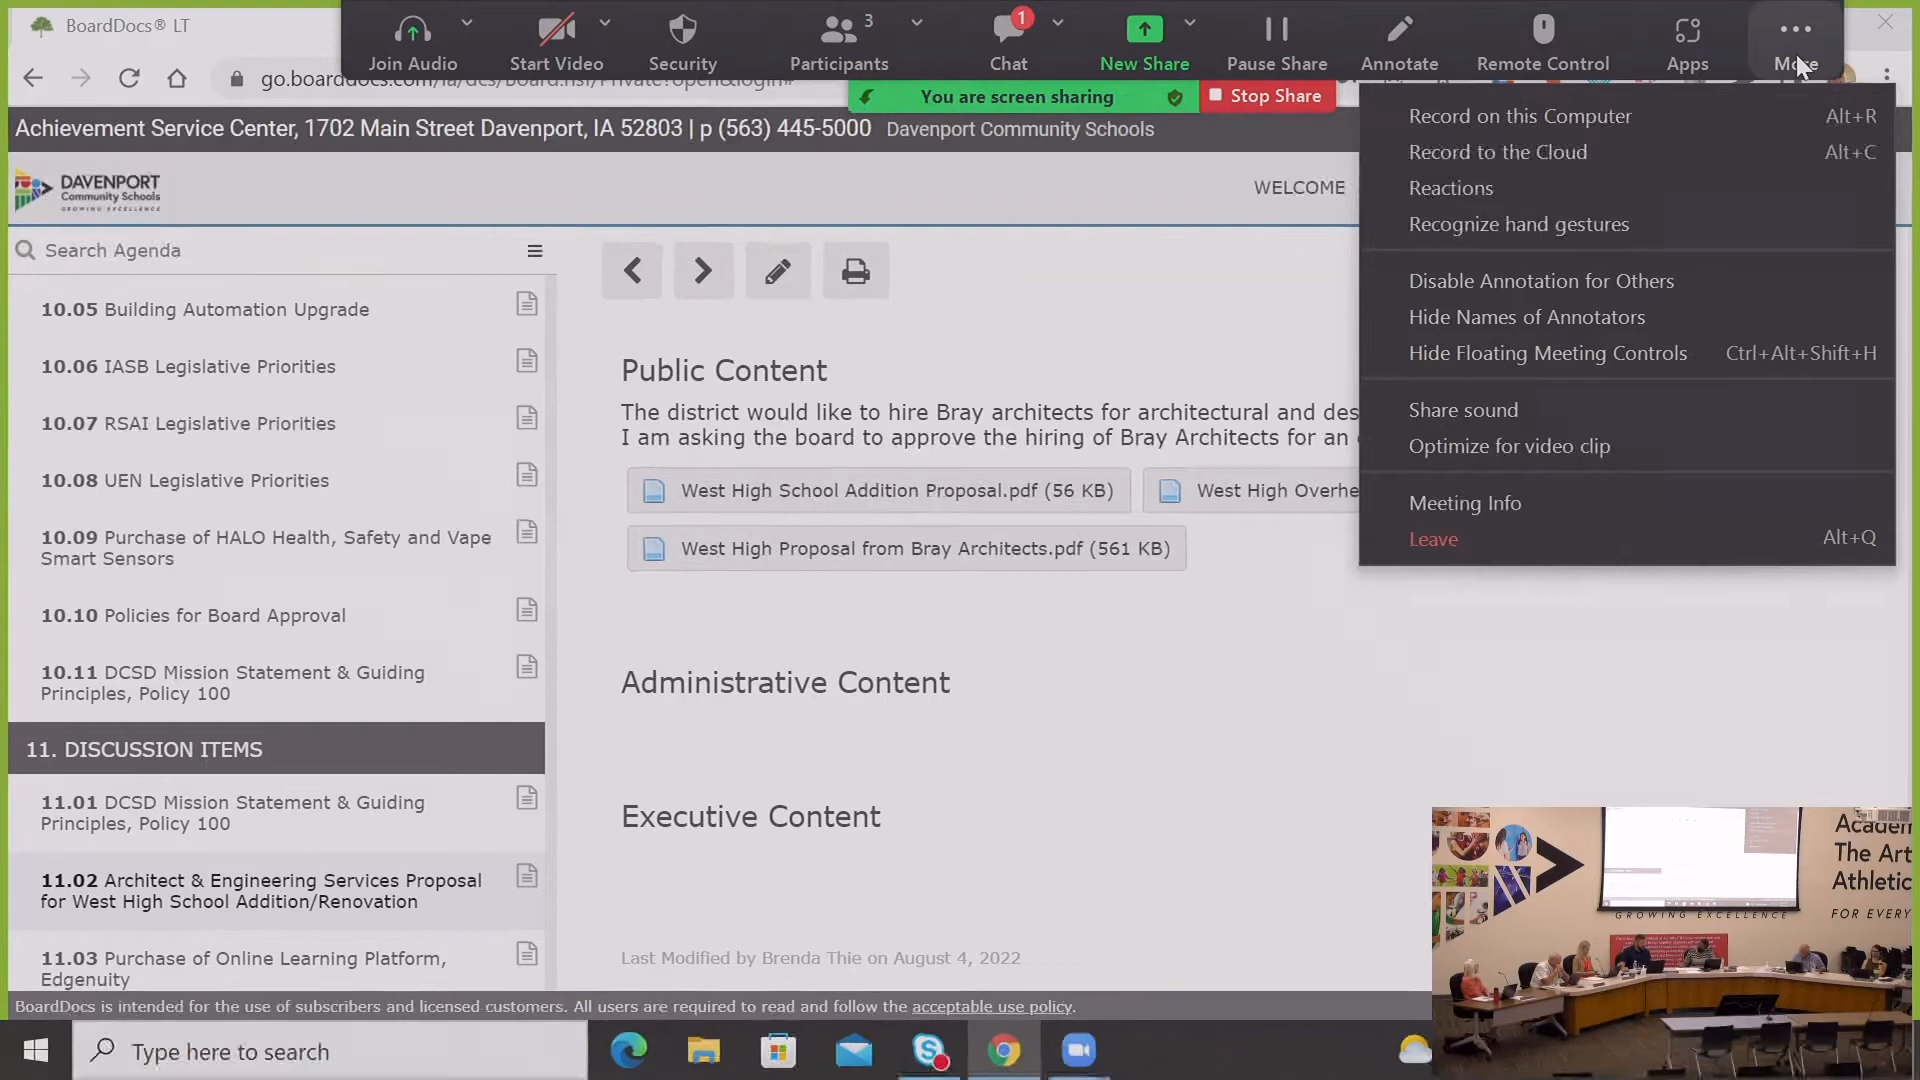 BoardDocs® LT
Join Audio
Start Video
Security
Participants
3
Chat
1
New Share
Pause Share
Annotate
Remote Control
Apps
More
You are screen sharing
Stop Share
Achievement Service Center, 1702 Main Street Davenport, IA 52803 | p (563) 445-5000 Davenport Community Schools
DAVENPORT
Community Schools
GROWING EXCELLENCE
WELCOME
Record on this Computer Alt+R
Record to the Cloud Alt+C
Reactions
Recognize hand gestures
Disable Annotation for Others
Hide Names of Annotators
Hide Floating Meeting Controls Ctrl+Alt+Shift+H
Share sound
Optimize for video clip
Meeting Info
Leave Alt+Q
Search Agenda
10.05 Building Automation Upgrade
10.06 IASB Legislative Priorities
10.07 RSAI Legislative Priorities
10.08 UEN Legislative Priorities
10.09 Purchase of HALO Health, Safety and Vape
Smart Sensors
10.10 Policies for Board Approval
10.11 DCSD Mission Statement & Guiding
Principles, Policy 100
11. DISCUSSION ITEMS
11.01 DCSD Mission Statement & Guiding
Principles, Policy 100
11.02 Architect & Engineering Services Proposal
for West High School Addition/Renovation
11.03 Purchase of Online Learning Platform,
Edgenuity
Public Content
The district would like to hire Bray architects for architectural and des
I am asking the board to approve the hiring of Bray Architects for an
West High School Addition Proposal.pdf (56 KB)
West High Overhe
West High Proposal from Bray Architects.pdf (561 KB)
Administrative Content
Executive Content
Last Modified by Brenda Thie on August 4, 2022
BoardDocs is intended for the use of subscribers and licensed customers. All users are required to read and follow the acceptable use policy.
Type here to search
GROWING EXCELLENCE
Academ
The Art
Athletic
FOR EVERY